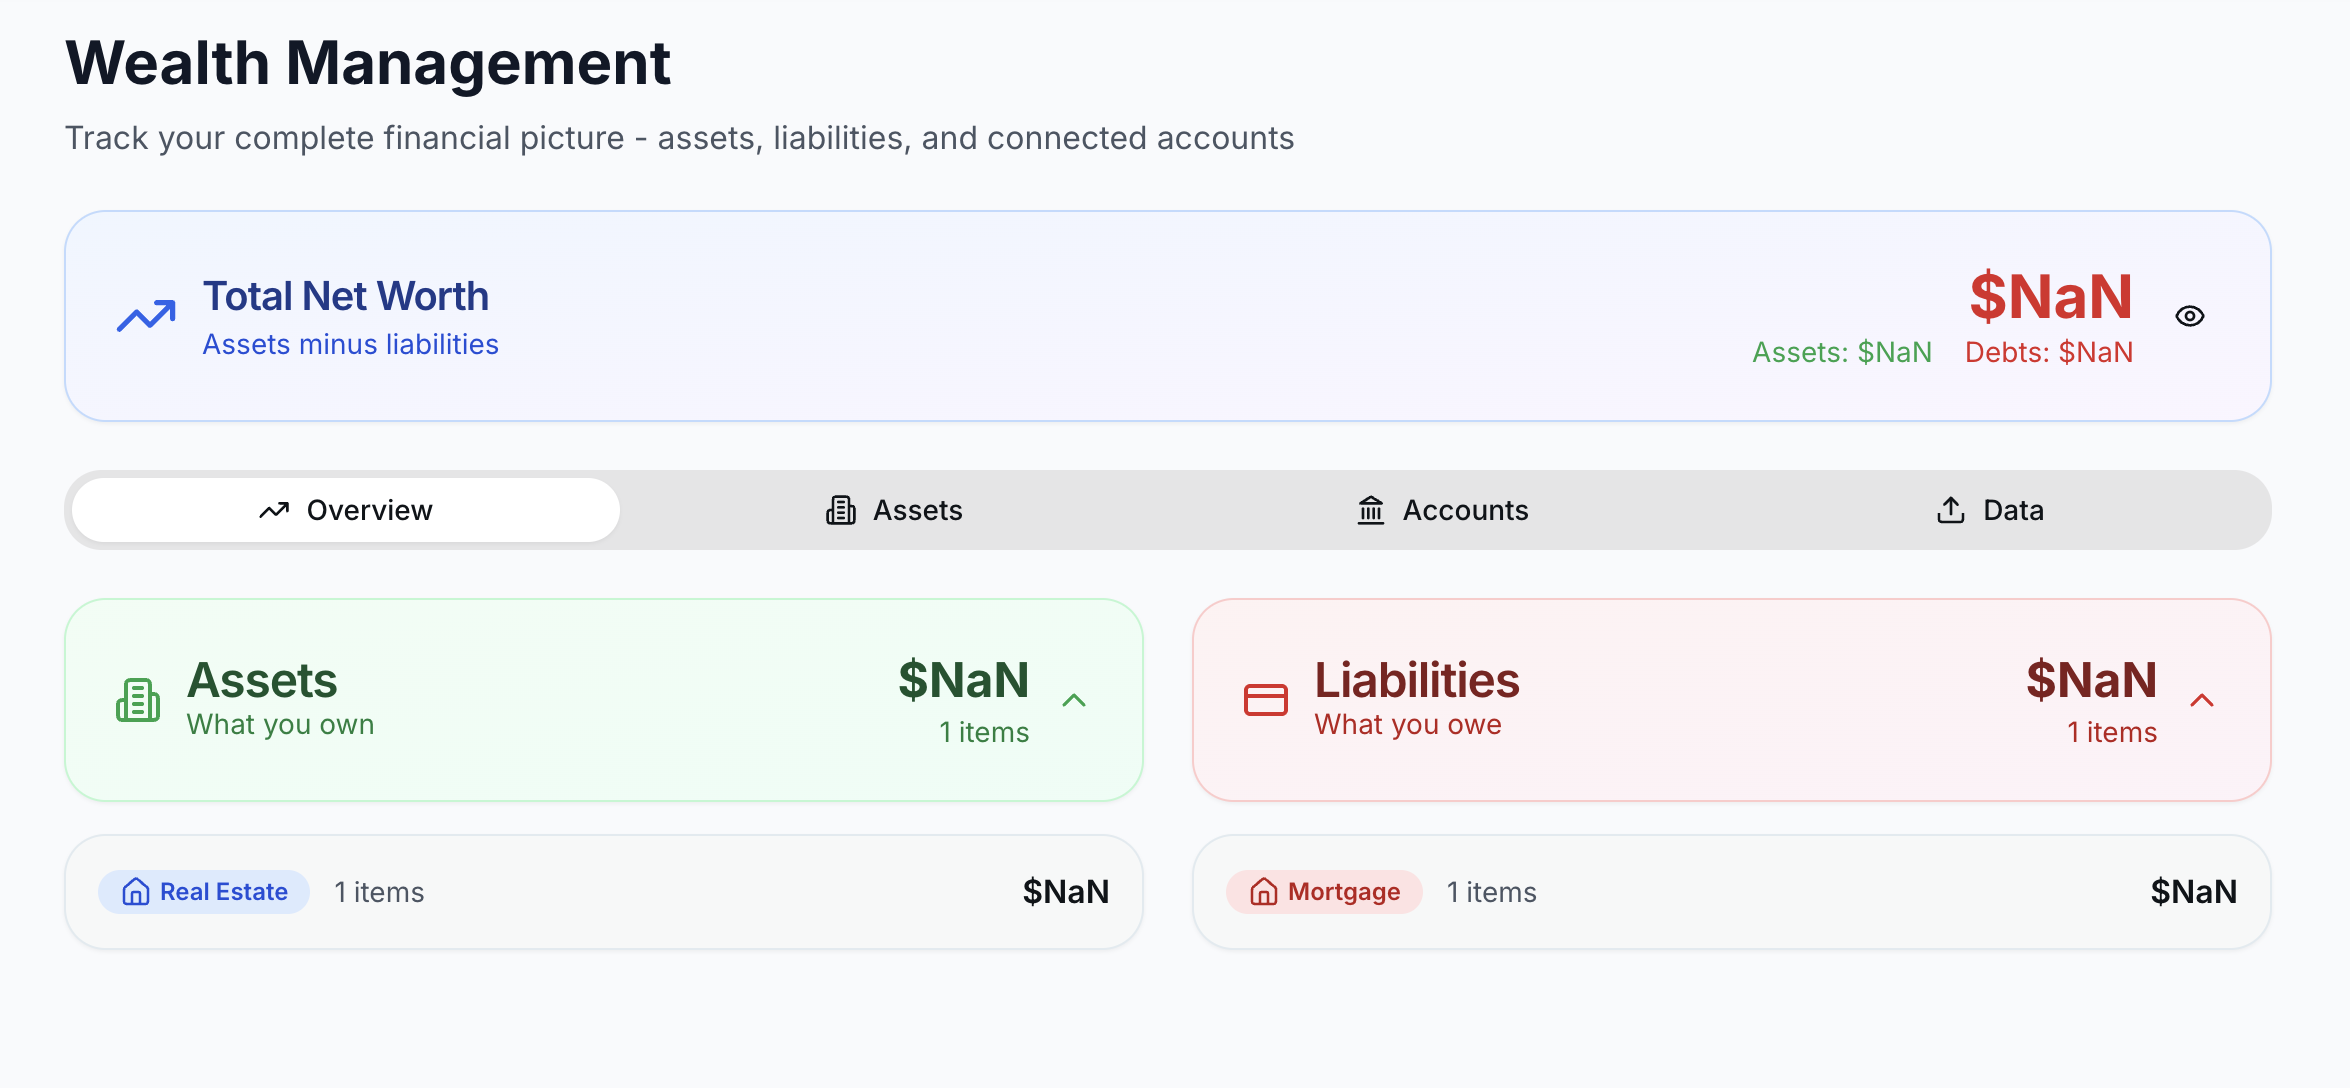 Wealth Management
Track your complete financial picture - assets, liabilities, and connected accounts
Total Net Worth
Assets minus liabilities
$NaN
Assets: $NaN Debts: $NaN
Overview
Assets
Accounts
Data
Assets
What you own
$NaN
1 items
Liabilities
What you owe
$NaN
1 items
Real Estate 1 items $NaN
Mortgage 1 items $NaN